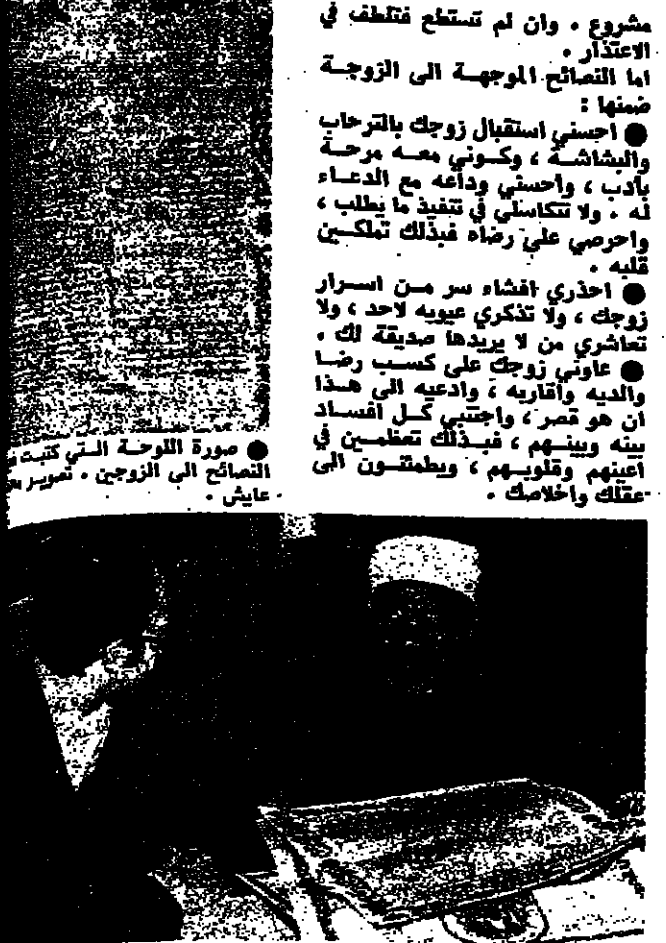 مشروع . وان لم تستطع فتلطف في
الاعتذار .
اما النصائح الموجهة الى الزوجة
ضمنها :
● احسني استقبال زوجك بالترحاب
والبشاشة ، وكوني معه مرحة
بأدب ، واحسني وداعه مع الدعاء
له . ولا تتكاسلي في تنفيذ ما يطلب ،
واحرصي على رضاه فبذلك تملكين
قلبه .
● احذري افشاء سر من اسرار
زوجك ، ولا تذكري عيوبه لاحد ، ولا
تعاشري من لا يريدها صديقة لك .
● عاوني زوجك على كسب رضا
والديه وأقاربه ، وادعيه الى هذا
ان هو قصر ، واجتنبي كل افساد
بينه وبينهم ، فبذلك تعظمين في
أعينهم وقلوبهم ، ويطمئنون الى
عقلك واخلاصك .
● صورة اللوحة التي كتبت
النصائح الى الزوجين . تصوير
عايش .